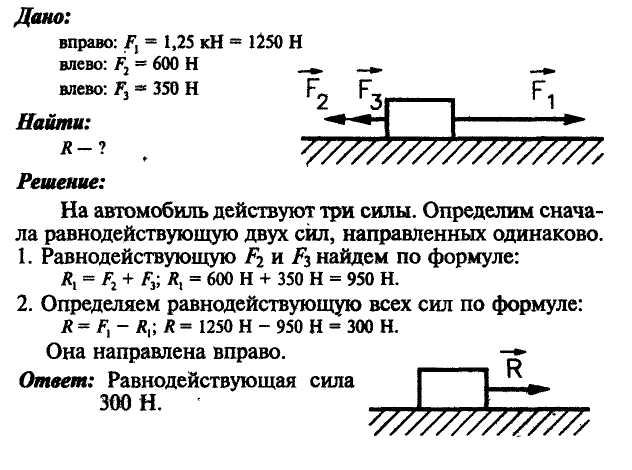 Дано:
вправо: F₁ = 1,25 кН = 1250 Н
влево: F₂ = 600 Н
влево: F₃ = 350 Н
F₂ F₃ F₁
Найти:
R – ?
Решение:
На автомобиль действуют три силы. Определим снача-
ла равнодействующую двух сил, направленных одинаково.
1. Равнодействующую F₂ и F₃ найдем по формуле:
R₁ = F₂ + F₃; R₁ = 600 Н + 350 Н = 950 Н.
2. Определяем равнодействующую всех сил по формуле:
R = F₁ – R₁; R = 1250 Н – 950 Н = 300 Н.
Она направлена вправо.
Ответ: Равнодействующая сила
300 Н.
R